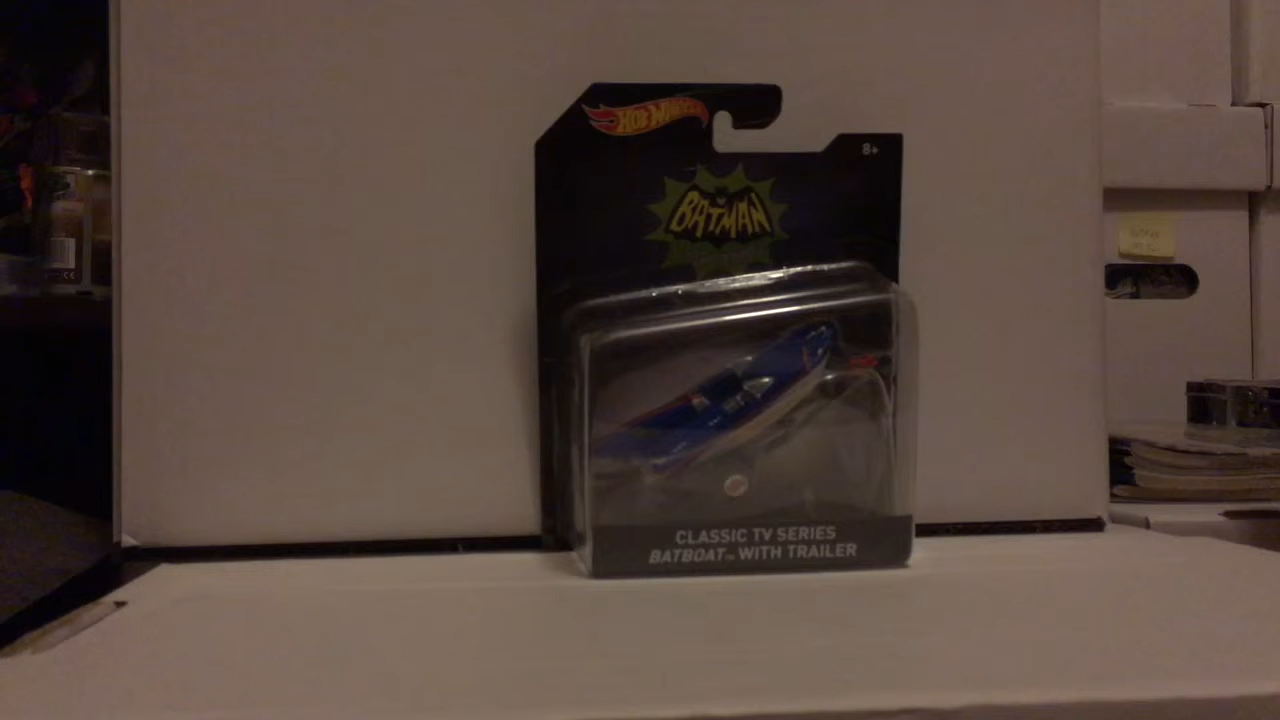 HOT WHEELS
8+
BATMAN
CLASSIC TV SERIES
BATBOAT™ WITH TRAILER